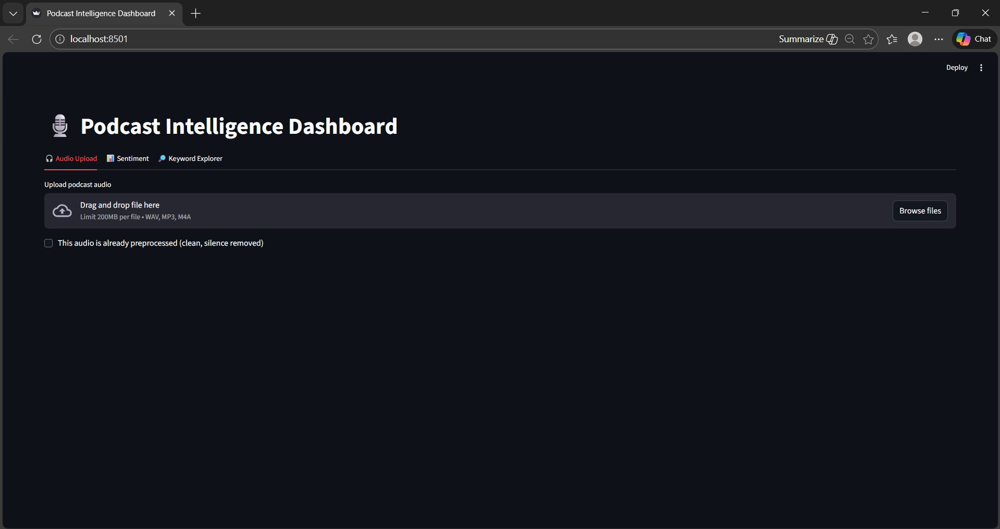 Podcast Intelligence Dashboard
localhost:8501
Summarize
Chat
Deploy
Podcast Intelligence Dashboard
Audio Upload Sentiment Keyword Explorer
Upload podcast audio
Drag and drop file here
Limit 200MB per file • WAV, MP3, M4A
Browse files
This audio is already preprocessed (clean, silence removed)